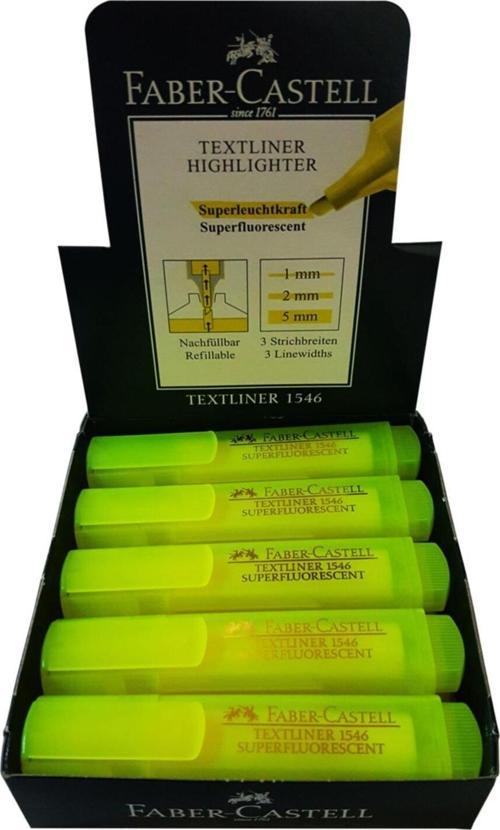 FABER-CASTELL
since 1761
TEXTLINER
HIGHLIGHTER
Superleuchtkraft
Superfluorescent
1 mm
2 mm
5 mm
Nachfüllbar
Refillable
3 Strichbreiten
3 Linewidths
TEXTLINER 1546
FABER-CASTELL
TEXTLINER 1546
SUPERFLUORESCENT
FABER-CASTELL
TEXTLINER 1546
SUPERFLUORESCENT
FABER-CASTELL
TEXTLINER 1546
SUPERFLUORESCENT
FABER-CASTELL
TEXTLINER 1546
SUPERFLUORESCENT
FABER-CASTELL
TEXTLINER 1546
SUPERFLUORESCENT
FABER-CASTELL